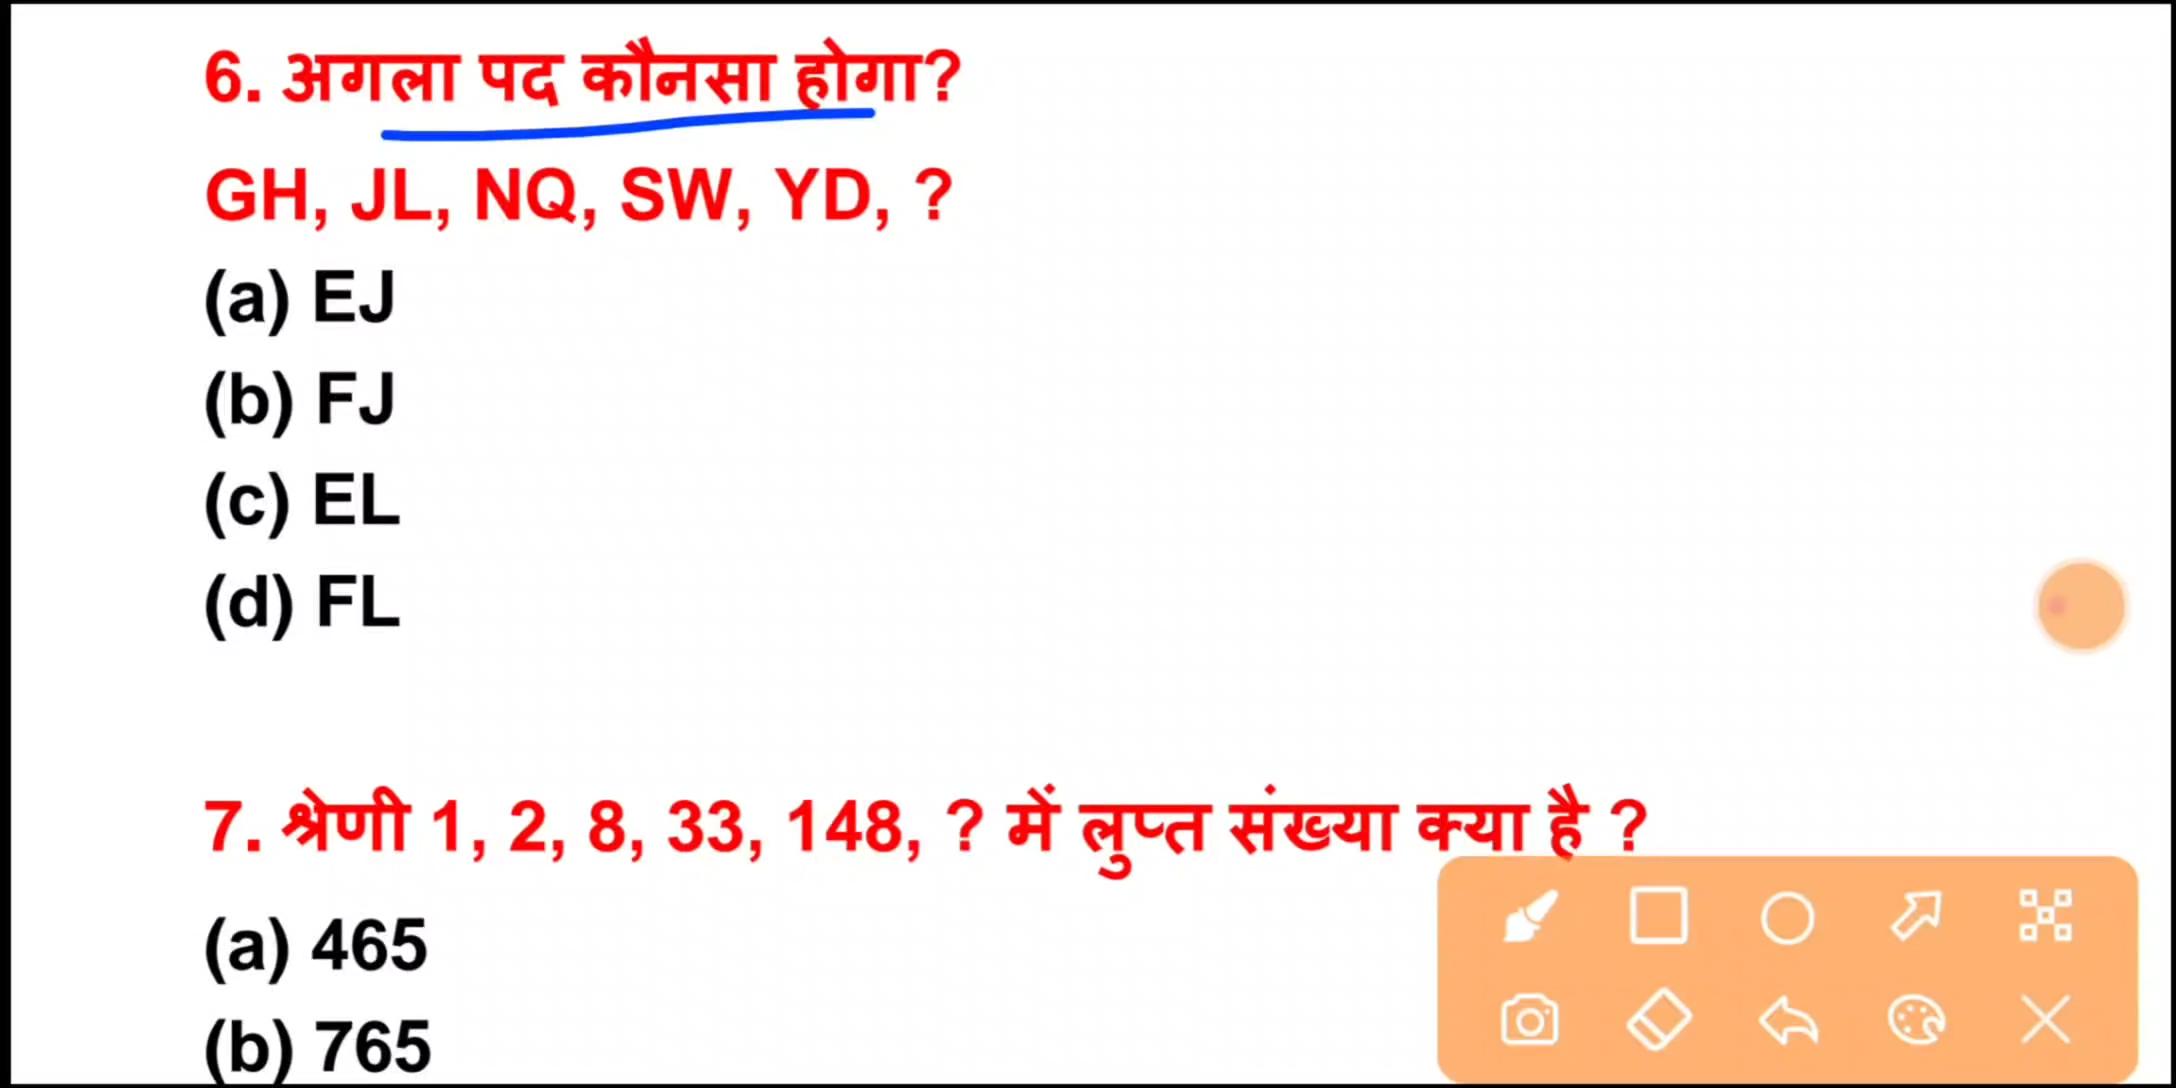 6. अगला पद कौनसा होगा?
GH, JL, NQ, SW, YD, ?
(a) EJ
(b) FJ
(c) EL
(d) FL
7. श्रेणी 1, 2, 8, 33, 148, ? में लुप्त संख्या क्या है ?
(a) 465
(b) 765